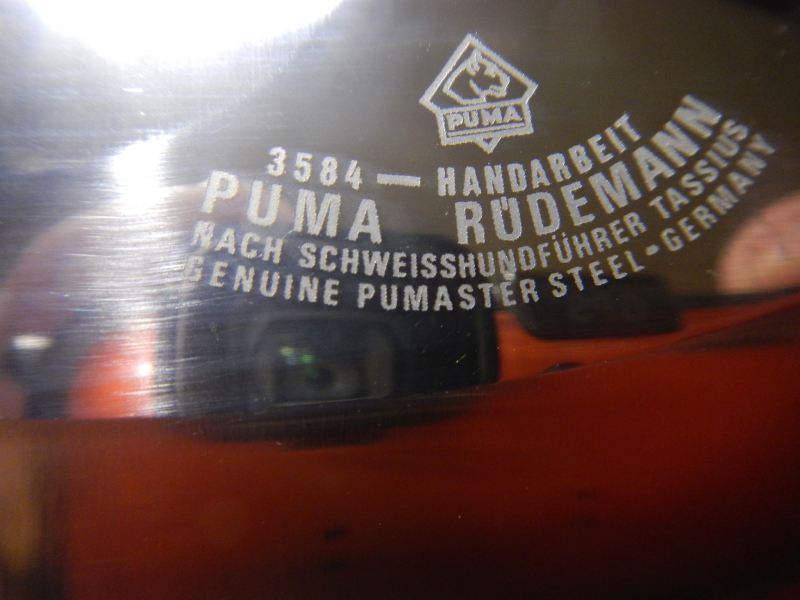 PUMA
3584 — HANDARBEIT
PUMA RÜDEMANN
NACH SCHWEISSHUNDFÜHRER TASSIUS
GENUINE PUMASTER STEEL • GERMANY